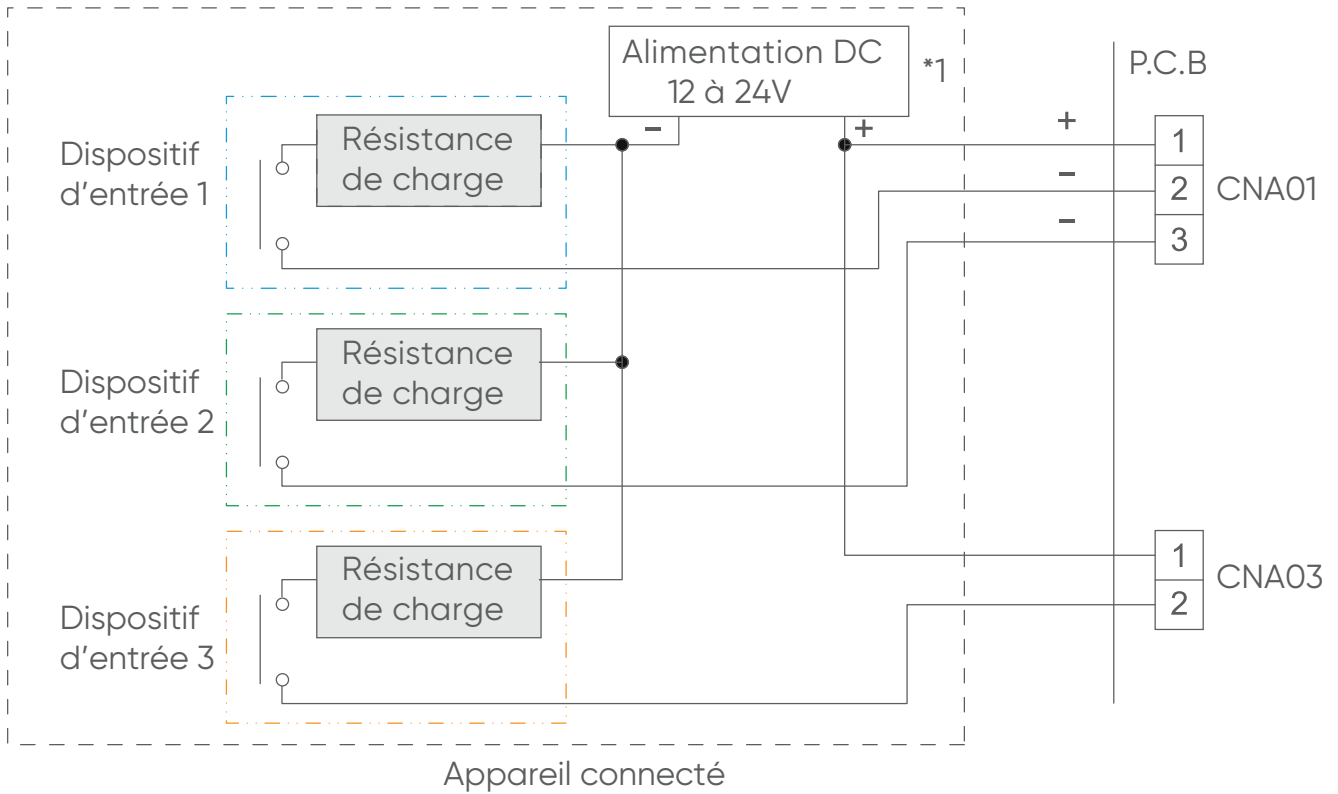 Alimentation DC
12 à 24V
*1
P.C.B
–
+
+
Dispositif
d'entrée 1
Résistance
de charge
1
–
2
CNA01
–
3
Dispositif
d'entrée 2
Résistance
de charge
Dispositif
d'entrée 3
Résistance
de charge
1
CNA03
2
Appareil connecté